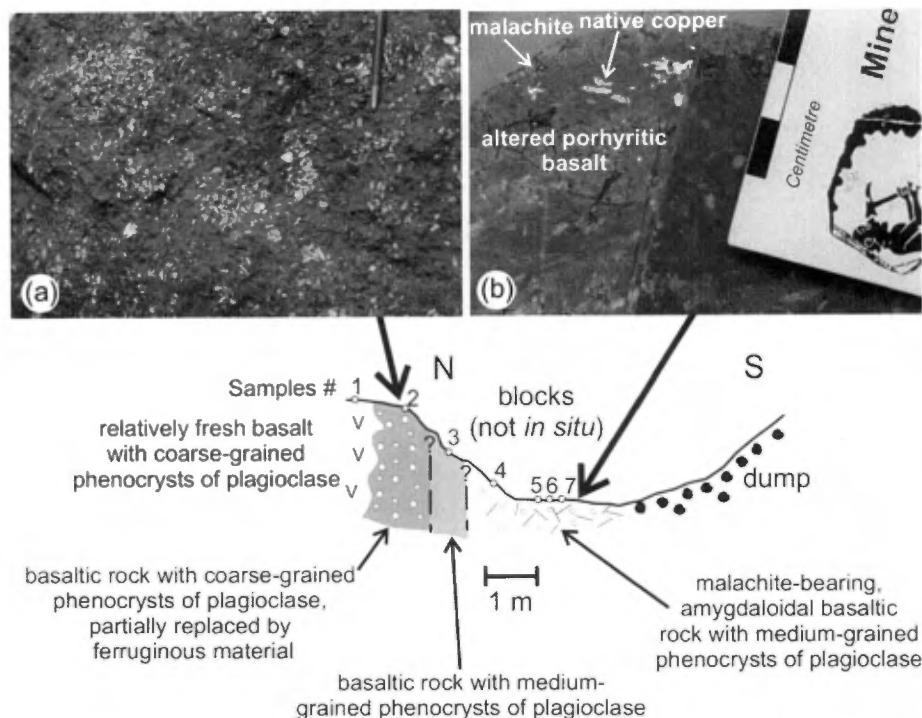 malachite
native copper
altered porhyritic
basalt
Centimetre
Mine
(a)
(b)
N
S
Samples # 1
2
3
4
5 6 7
blocks
(not in situ)
relatively fresh basalt
with coarse-grained
phenocrysts of plagioclase
V
V
V
?
?
dump
1 m
basaltic rock with coarse-grained
phenocrysts of plagioclase,
partially replaced by
ferruginous material
basaltic rock with medium-
grained phenocrysts of plagioclase
malachite-bearing,
amygdaloidal basaltic
rock with medium-grained
phenocrysts of plagioclase